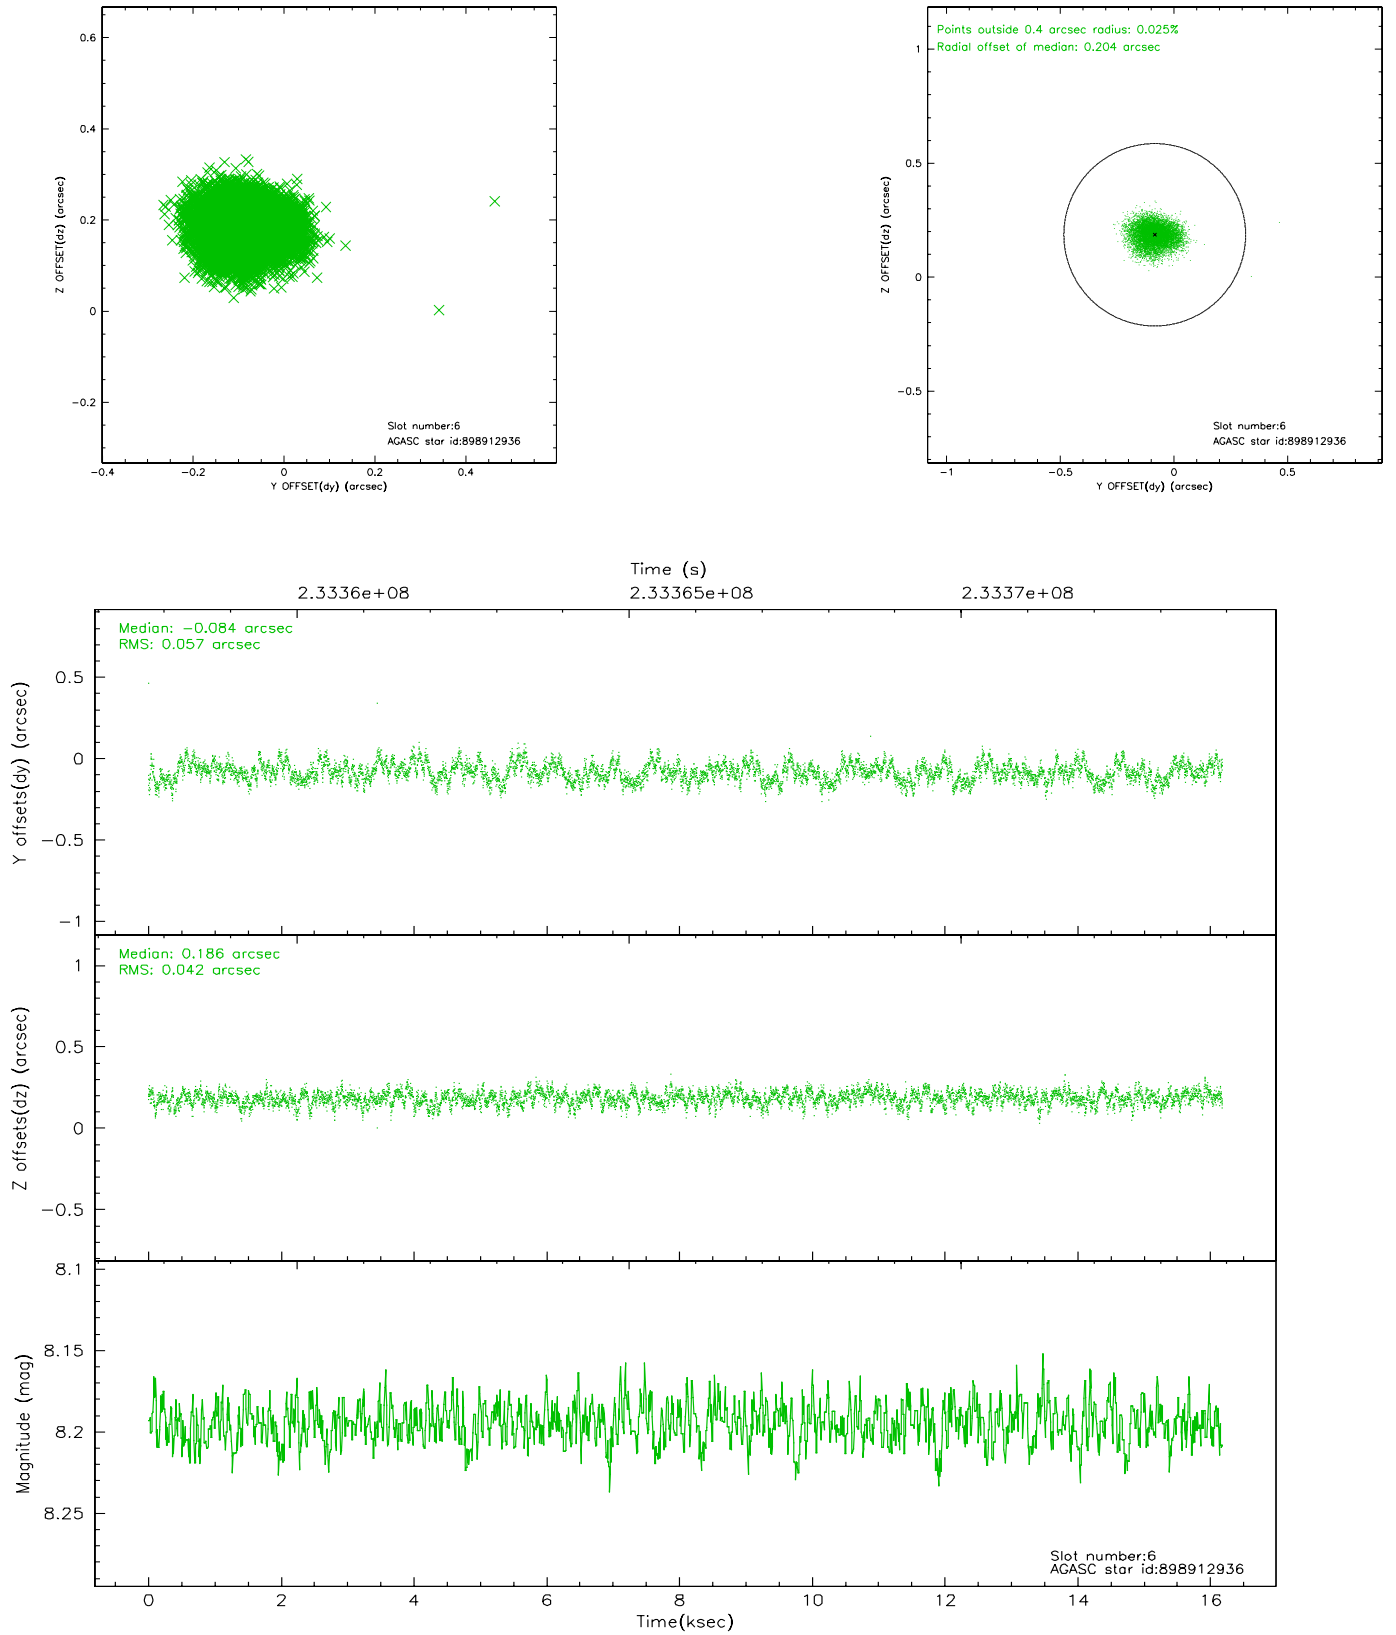 0.6
0.4
0.2
0
-0.2
Z OFFSET(dz) (arcsec)
Slot number:6
AGASC star id:898912936
-0.4 -0.2 0 0.2 0.4
Y OFFSET(dy) (arcsec)
Points outside 0.4 arcsec radius: 0.025%
Radial offset of median: 0.204 arcsec
1
0.5
0
-0.5
Z OFFSET(dz) (arcsec)
Slot number:6
AGASC star id:898912936
-1 -0.5 0 0.5
Y OFFSET(dy) (arcsec)
Time (s)
2.3336e+08 2.33365e+08 2.3337e+08
Median: -0.084 arcsec
RMS: 0.057 arcsec
0.5
0
-0.5
-1
Y offsets(dy) (arcsec)
Median: 0.186 arcsec
RMS: 0.042 arcsec
1
0.5
0
-0.5
Z offsets(dz) (arcsec)
8.1
8.15
8.2
8.25
Magnitude (mag)
Slot number:6
AGASC star id:898912936
0 2 4 6 8 10 12 14 16
Time(ksec)